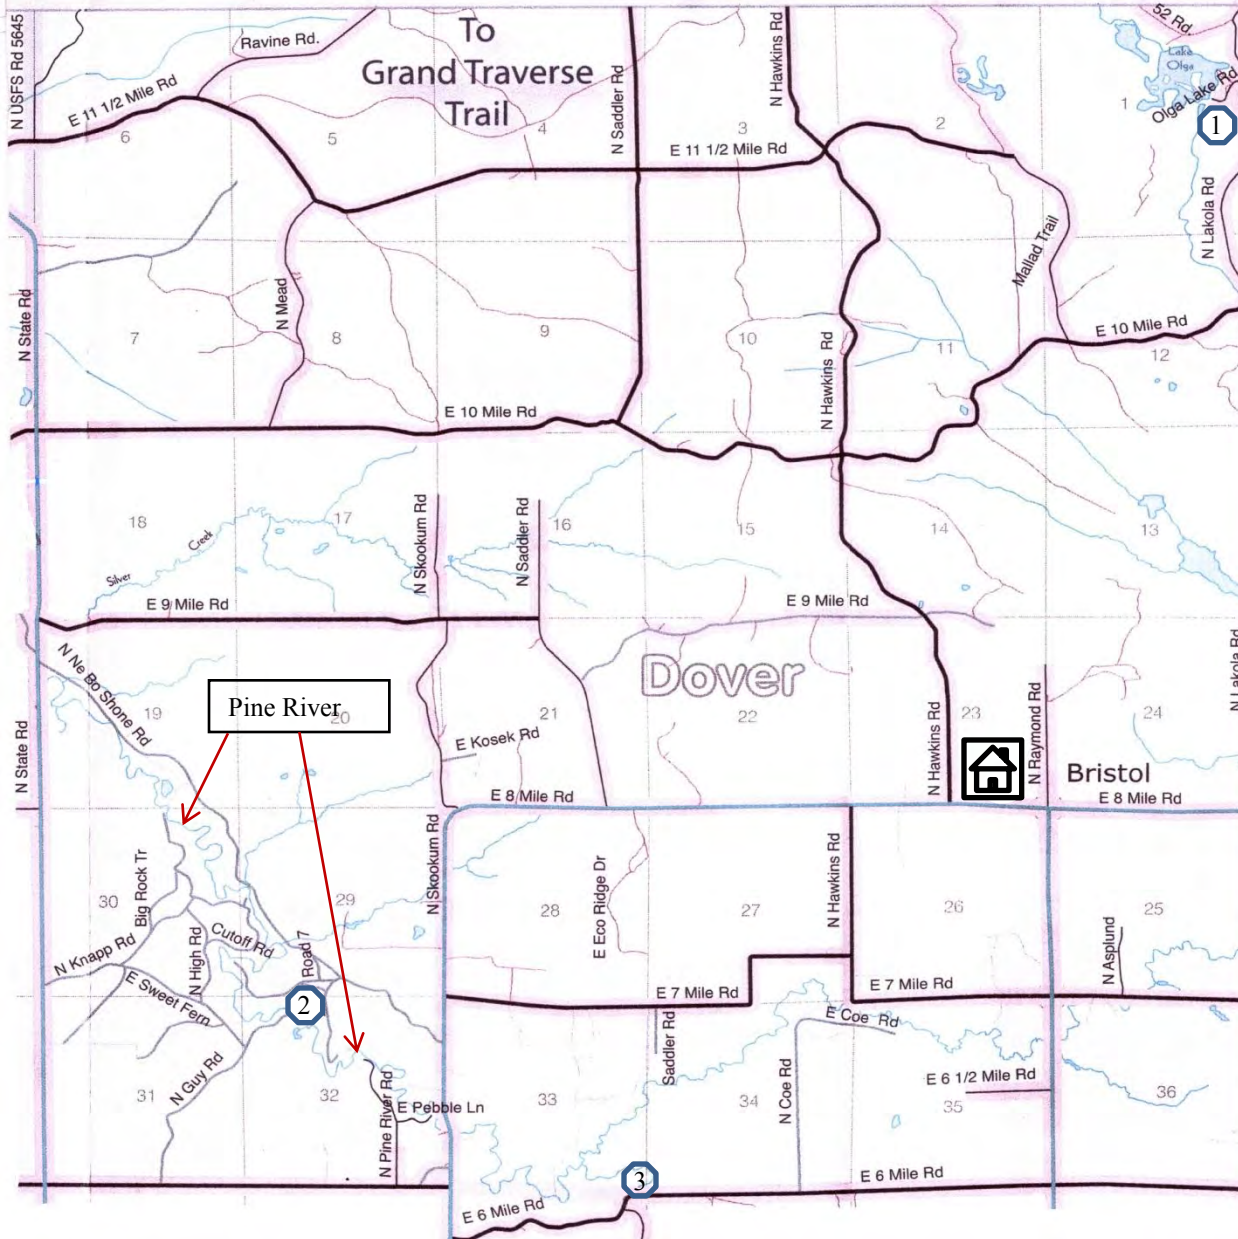 N USFS Rd 5645
Ravine Rd.
To
Grand Traverse
Trail
N Saddler Rd
N Hawkins Rd
52 Rd.
Lake
Olga
Olga Lake Rd
E 11 1/2 Mile Rd
6
5
4
3
E 11 1/2 Mile Rd
2
1
1
N Lakola Rd
Mallad Trail
N State Rd
N Mead
7
8
9
10
N Hawkins Rd
11
E 10 Mile Rd
12
E 10 Mile Rd
18
Silver
Creek
17
N Skookum Rd
N Saddler Rd
16
15
14
13
E 9 Mile Rd
E 9 Mile Rd
N Ne Bo Shone Rd
19
Pine River
20
21
Dover
22
N Hawkins Rd
23
N Raymond Rd
24
N Lakola Rd
N State Rd
E Kosek Rd
Bristol
E 8 Mile Rd
E 8 Mile Rd
N Skookum Rd
Big Rock Tr
30
29
28
E Eco Ridge Dr
27
N Hawkins Rd
26
25
N Knapp Rd
N High Rd
Cutoff Rd
Road 7
E Sweet Fern
2
N Asplund
E 7 Mile Rd
E 7 Mile Rd
Saddler Rd
E Coe Rd
N Guy Rd
31
32
N Pine River Rd
E Pebble Ln
33
34
N Coe Rd
E 6 1/2 Mile Rd
35
36
3
E 6 Mile Rd
E 6 Mile Rd